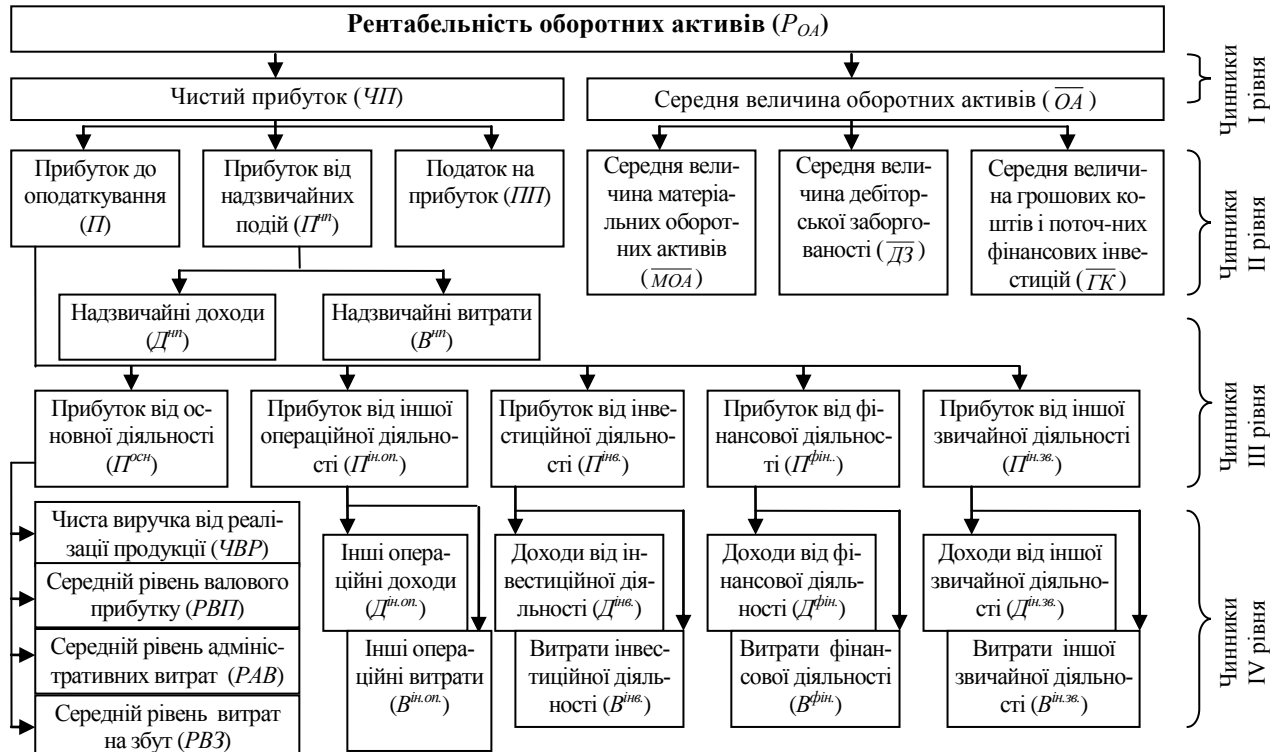 Рентабельність оборотних активів (P_OA)
Чистий прибуток (ЧП)
Середня величина оборотних активів (OA)
Чинники
I рівня
Прибуток до
оподаткування
(П)
Прибуток від
надзвичайних
подій (П^нп)
Податок на
прибуток (ПП)
Середня вели-
чина матеріа-
льних оборот-
них активів
(МОА)
Середня вели-
чина дебітор-
ської заборго-
ваності (ДЗ)
Середня величи-
на грошових ко-
штів і поточ-них
фінансових інве-
стицій (ГК)
Чинники
II рівня
Надзвичайні доходи
(Д^нп)
Надзвичайні витрати
(В^нп)
Прибуток від ос-
новної діяльності
(П^осн)
Прибуток від іншої
операційної діяльно-
сті (П^ін.оп.)
Прибуток від інве-
стиційної діяльно-
сті (П^інв.)
Прибуток від фі-
нансової діяльнос-
ті (П^фін..)
Прибуток від іншої
звичайної діяльності
(П^ін.зв.)
Чинники
III рівня
Чиста виручка від реалі-
зації продукції (ЧВР)
Середній рівень валового
прибутку (РВП)
Середній рівень адмініс-
тративних витрат (РАВ)
Середній рівень витрат
на збут (РВЗ)
Інші опера-
ційні доходи
(Д^ін.оп.)
Інші опера-
ційні витрати
(В^ін.оп.)
Доходи від ін-
вестиційної дія-
льності (Д^інв.)
Витрати інвес-
тиційної діяль-
ності (В^інв.)
Доходи від фі-
нансової діяль-
ності (Д^фін.)
Витрати фінан-
сової діяльності
(В^фін.)
Доходи від іншої
звичайної діяльно-
сті (Д^ін.зв.)
Витрати іншої
звичайної діяльно-
сті (В^ін.зв.)
Чинники
IV рівня